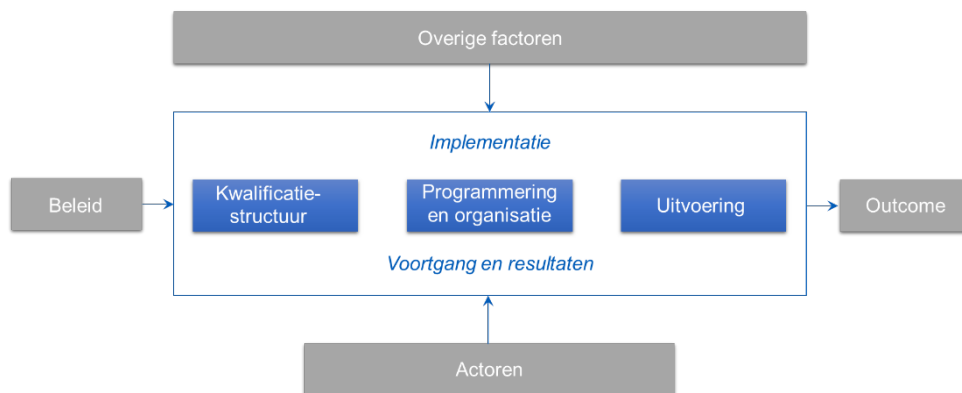 Overige factoren
Implementatie
Beleid
Kwalificatie-
structuur
Programmering
en organisatie
Uitvoering
Outcome
Voortgang en resultaten
Actoren